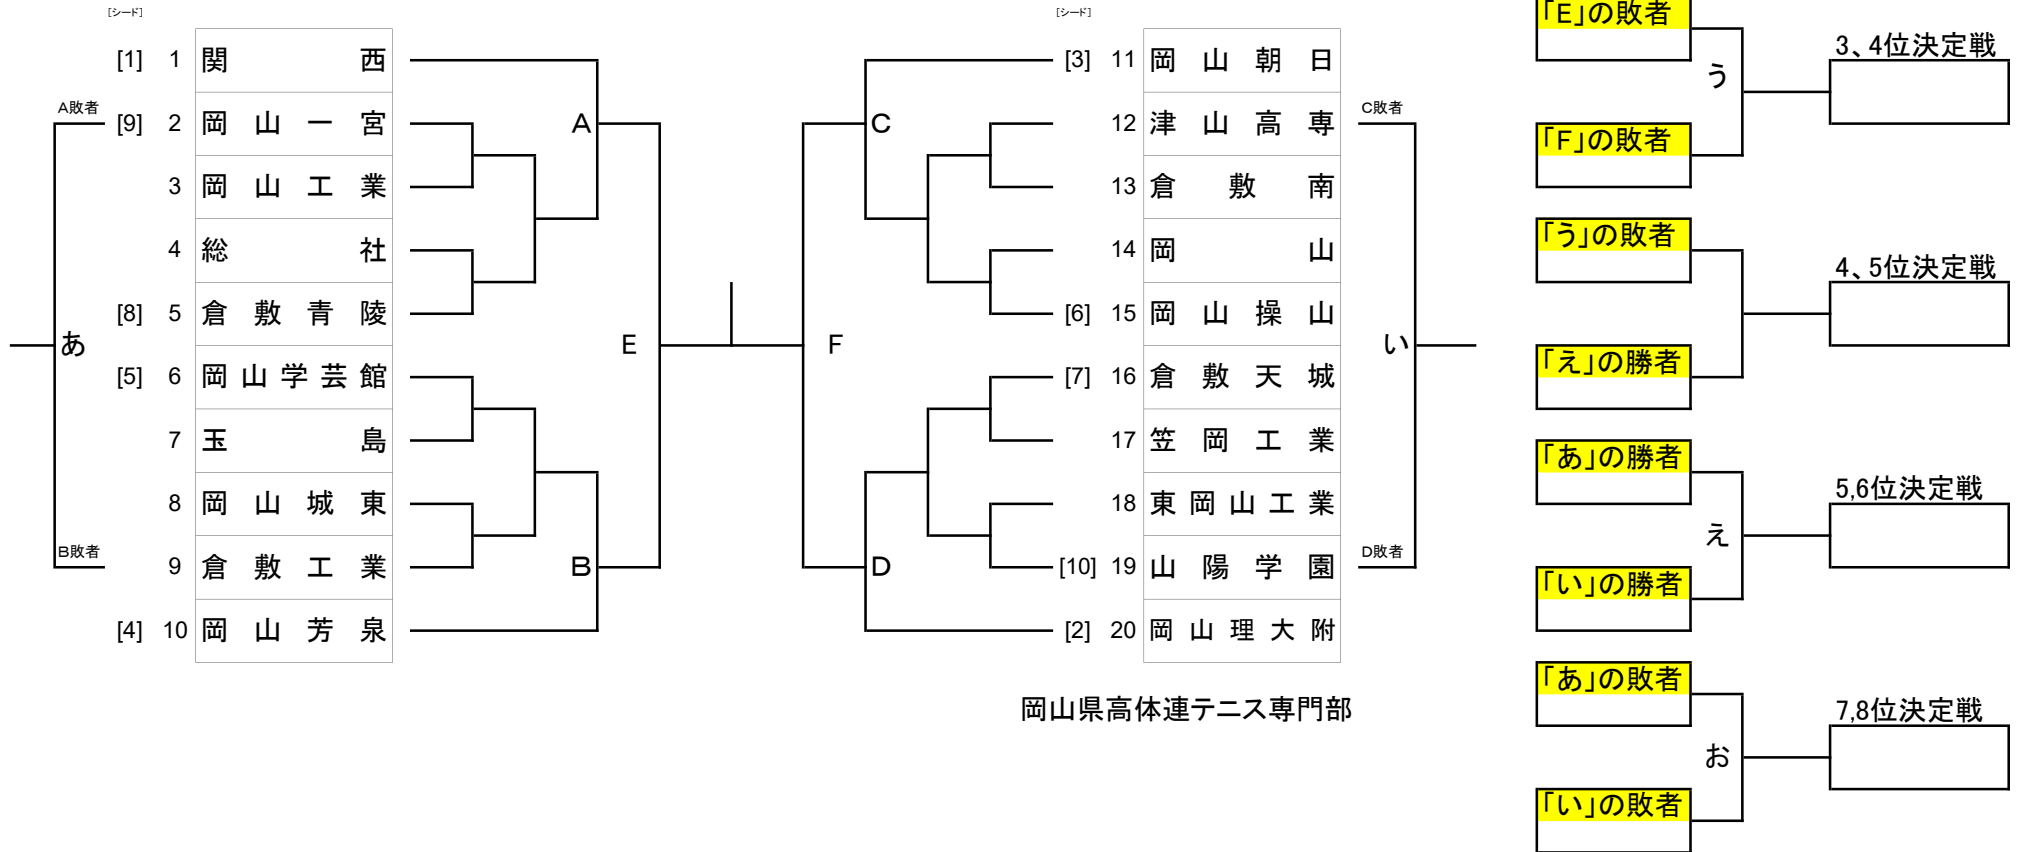 [シード]
[1] 1 関西
A敗者
[9] 2 岡山一宮
3 岡山工業
4 総社
[8] 5 倉敷青陵
[5] 6 岡山学芸館
7 玉島
8 岡山城東
B敗者
9 倉敷工業
[4] 10 岡山芳泉
あ
A
B
E
F
C
D
[シード]
[3] 11 岡山朝日
12 津山高専
C敗者
13 倉敷南
14 岡山
[6] 15 岡山操山
[7] 16 倉敷天城
17 笠岡工業
18 東岡山工業
[10] 19 山陽学園
D敗者
[2] 20 岡山理大附
い
岡山県高体連テニス専門部
「E」の敗者
う
3、4位決定戦
「F」の敗者
「う」の敗者
4、5位決定戦
「え」の勝者
「あ」の勝者
え
5,6位決定戦
「い」の勝者
「あ」の敗者
お
7,8位決定戦
「い」の敗者